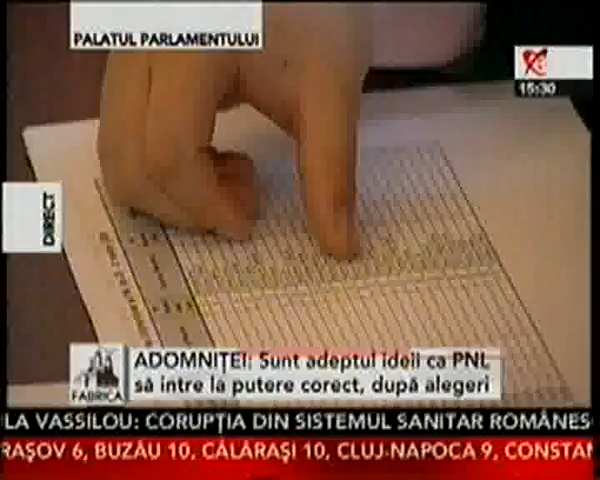 PALATUL PARLAMENTULUI
15:30
DIRECT
ADOMNIȚEI: Sunt adeptul ideii ca PNL
să intre la putere corect, după alegeri
FABRICA
LA VASSILOU: CORUPȚIA DIN SISTEMUL SANITAR ROMÂNES
RAȘOV 6, BUZĂU 10, CĂLĂRAȘI 10, CLUJ-NAPOCA 9, CONSTAN